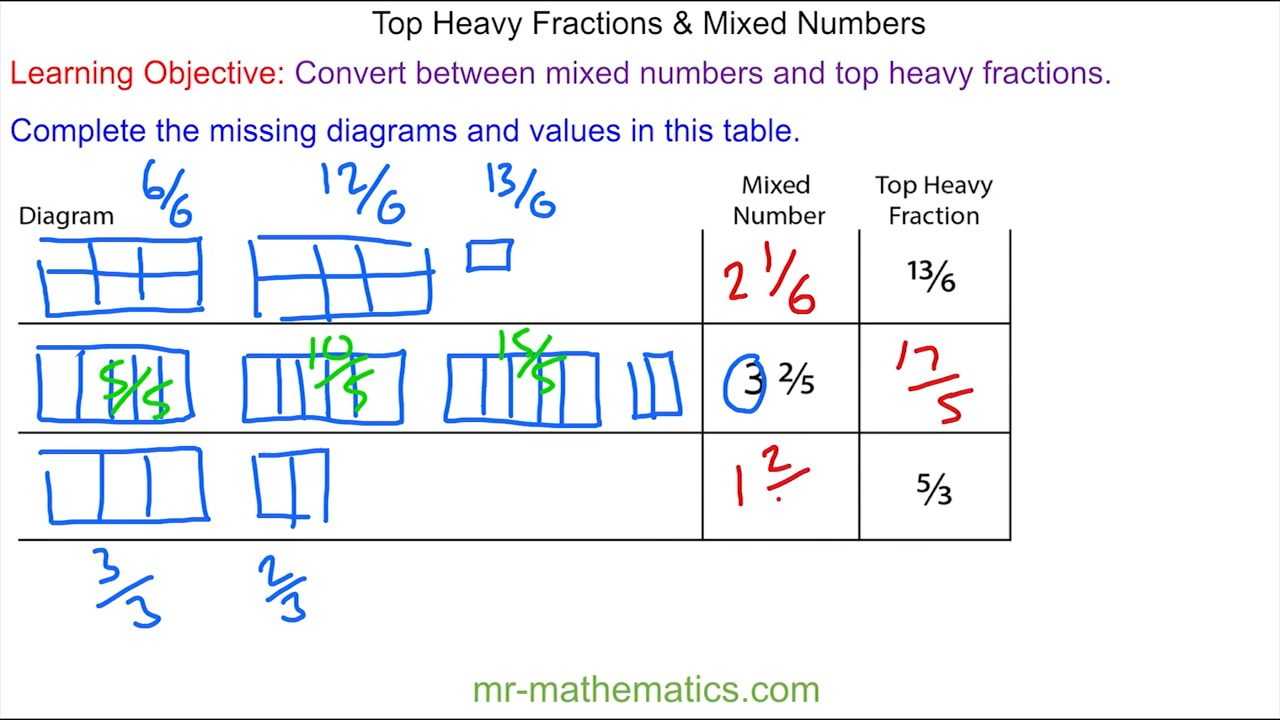 Top Heavy Fractions & Mixed Numbers
Learning Objective: Convert between mixed numbers and top heavy fractions.
Complete the missing diagrams and values in this table.
6/6 12/6 13/6
Diagram Mixed Number Top Heavy Fraction
2 1/6 13/6
5/5 10/5 15/5 3 2/5 17/5
1 2/ 5/3
3/3 2/3
mr-mathematics.com